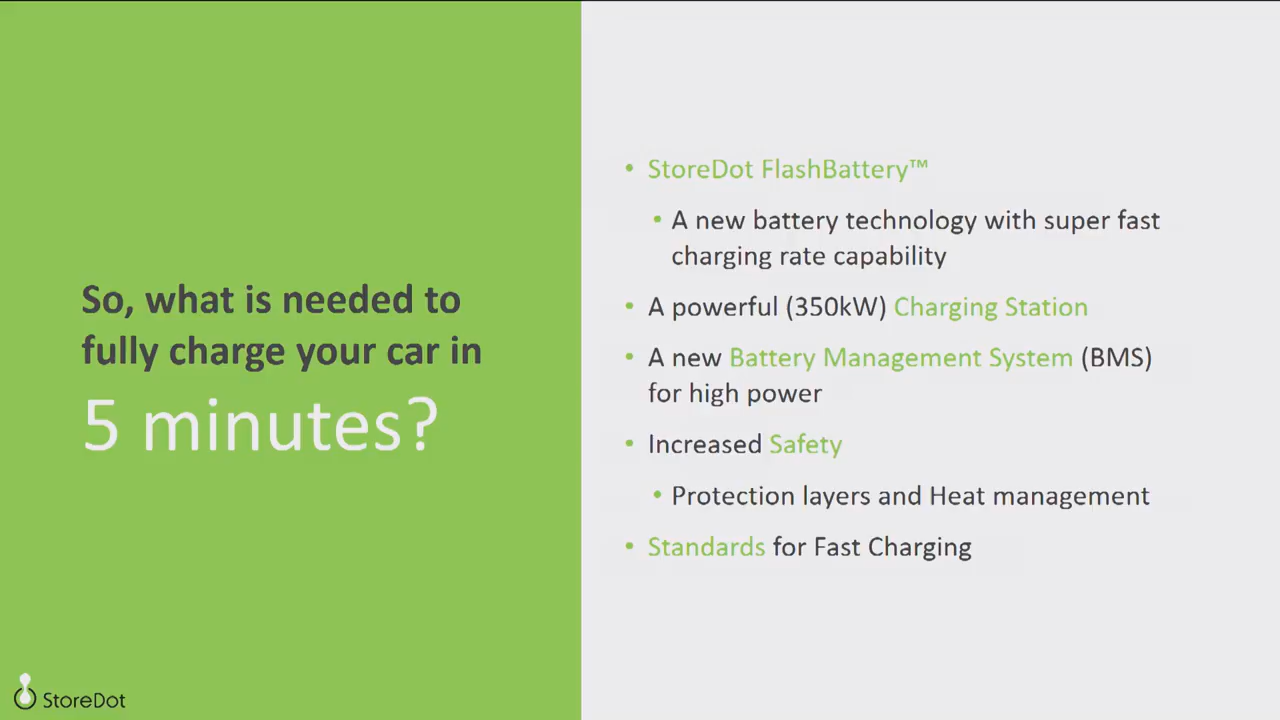 So, what is needed to
fully charge your car in
5 minutes?
• StoreDot FlashBattery™
• A new battery technology with super fast
charging rate capability
• A powerful (350kW) Charging Station
• A new Battery Management System (BMS)
for high power
• Increased Safety
• Protection layers and Heat management
• Standards for Fast Charging
StoreDot